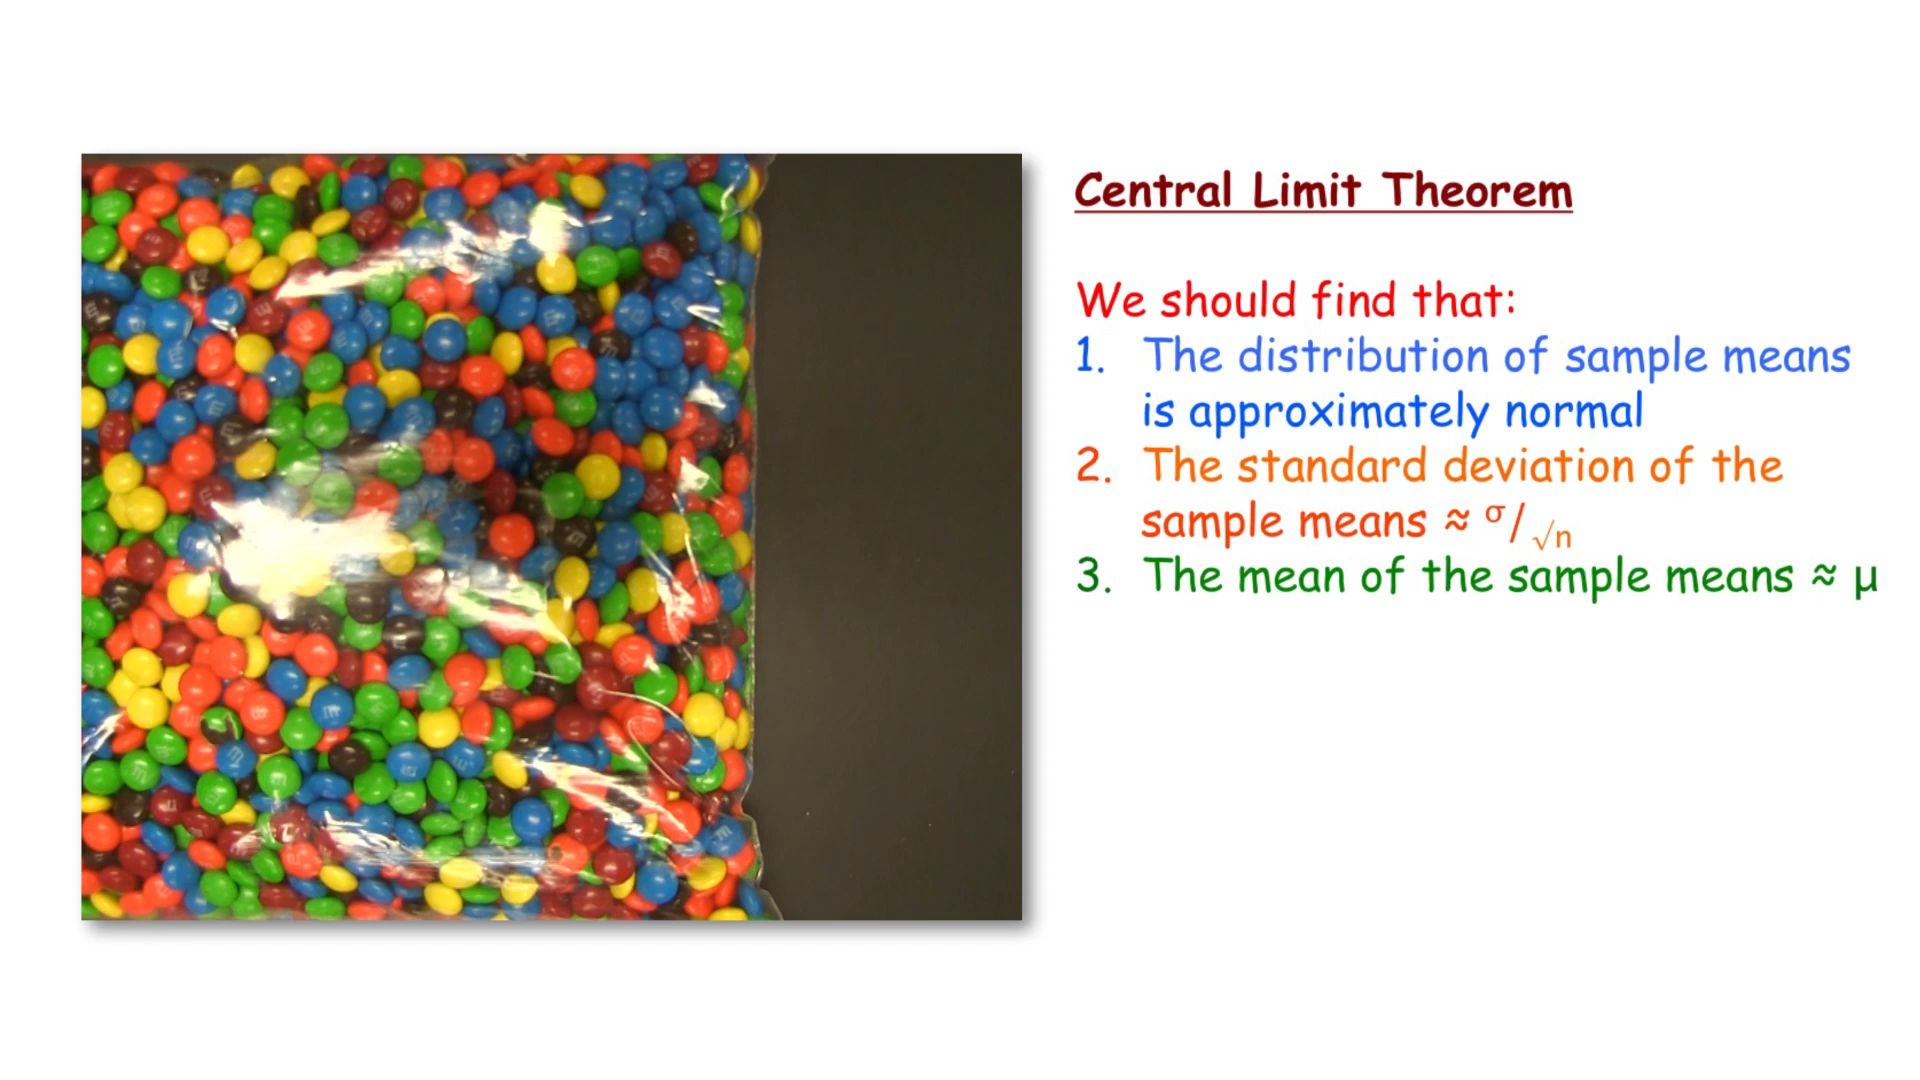 Central Limit Theorem
We should find that:
1. The distribution of sample means
is approximately normal
2. The standard deviation of the
sample means ≈ σ/√n
3. The mean of the sample means ≈ μ